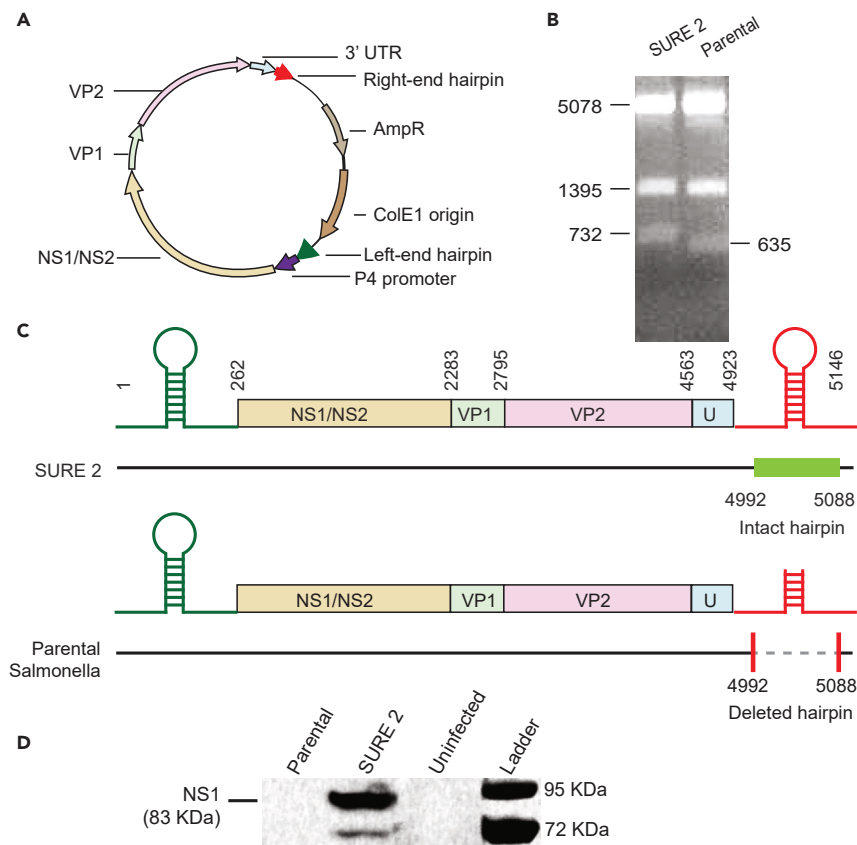 A
3' UTR
Right-end hairpin
VP2
AmpR
VP1
ColE1 origin
Left-end hairpin
NS1/NS2
P4 promoter
B
SURE 2
Parental
5078
1395
732
635
C
1
262
2283
2795
4563
4923
5146
NS1/NS2
VP1
VP2
U
SURE 2
4992
5088
Intact hairpin
NS1/NS2
VP1
VP2
U
Parental
Salmonella
4992
5088
Deleted hairpin
D
Parental
SURE 2
Uninfected
Ladder
NS1
(83 KDa)
95 KDa
72 KDa